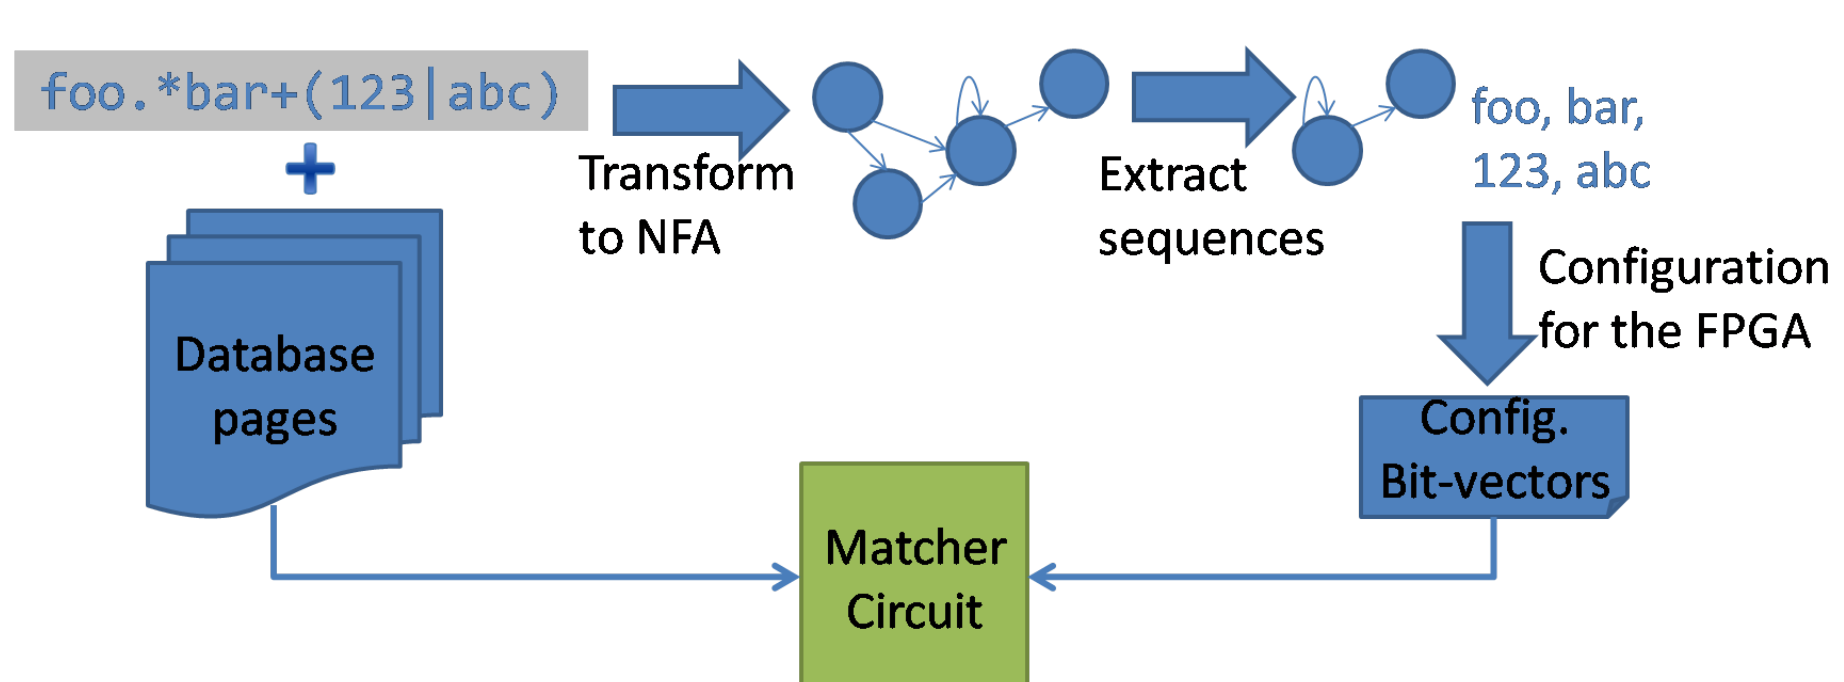 foo.*bar+(123|abc)
Transform
to NFA
Extract
sequences
foo, bar,
123, abc
Configuration
for the FPGA
Database
pages
Config.
Bit-vectors
Matcher
Circuit